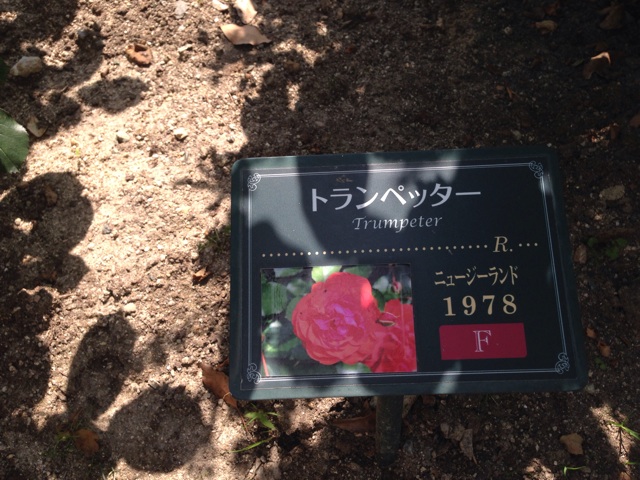 トランペッター
Trumpeter
R
ニュージーランド
1978
F